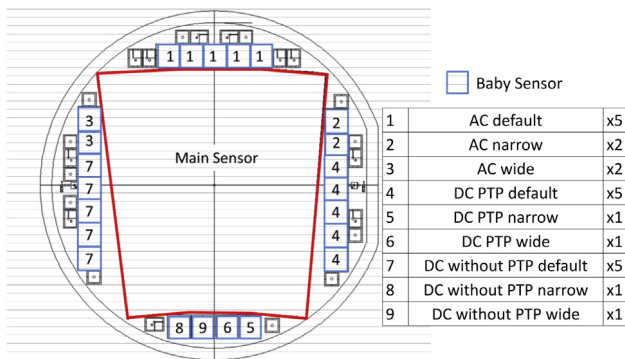 1 1 1 1 1
Baby Sensor
3
3
7
7
7
7
7
Main Sensor
2
2
4
4
4
4
4
8 9 6 5
1 AC default x5
2 AC narrow x2
3 AC wide x2
4 DC PTP default x5
5 DC PTP narrow x1
6 DC PTP wide x1
7 DC without PTP default x5
8 DC without PTP narrow x1
9 DC without PTP wide x1